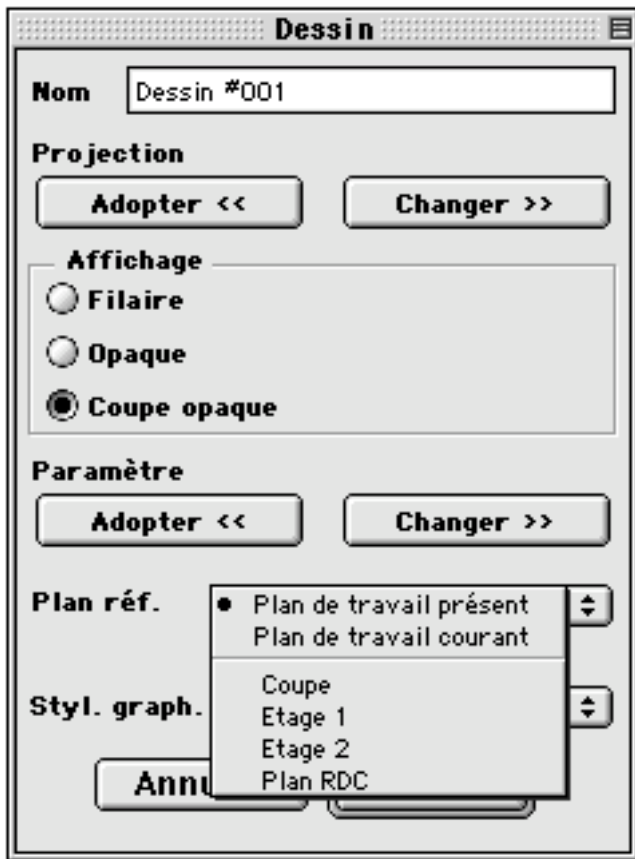 Dessin
Nom Dessin #001
Projection
Adopter << Changer >>
Affichage
Filaire
Opaque
Coupe opaque
Paramètre
Adopter << Changer >>
Plan réf. • Plan de travail présent
Plan de travail courant
Coupe
Styl. graph. Etage 1
Etage 2
Plan RDC